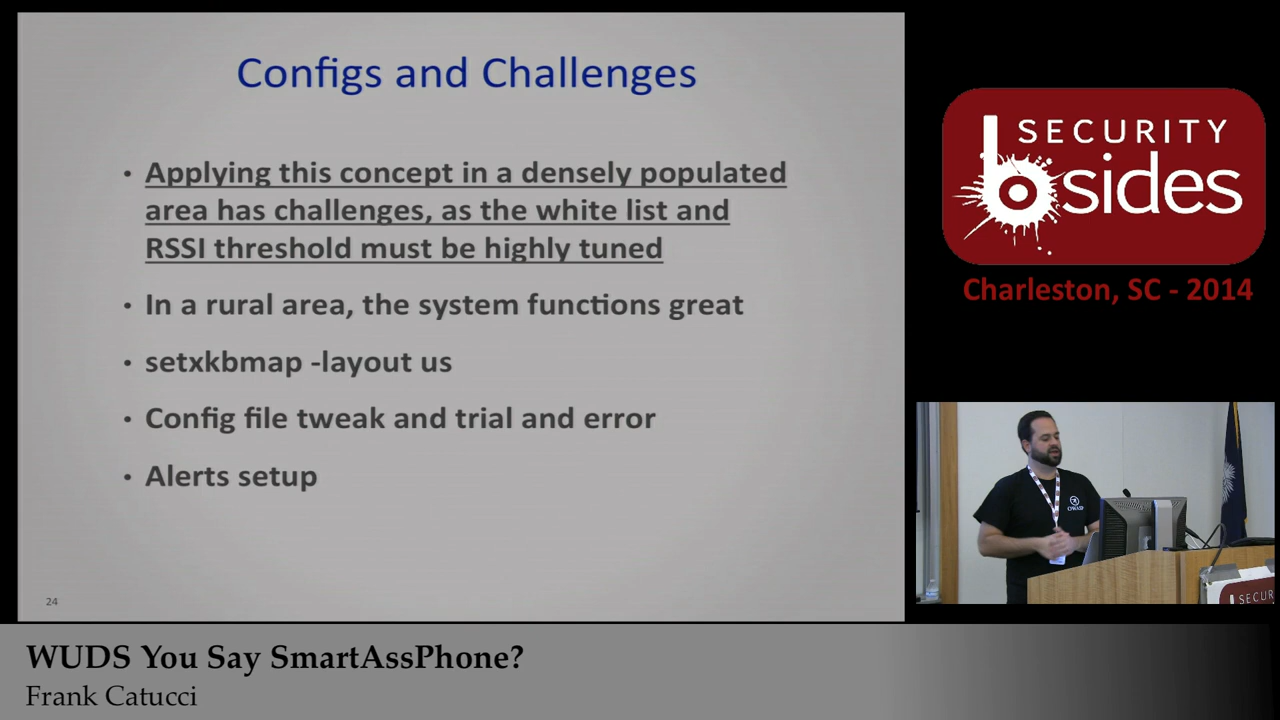 Configs and Challenges
• Applying this concept in a densely populated
area has challenges, as the white list and
RSSI threshold must be highly tuned
• In a rural area, the system functions great
• setxkbmap -layout us
• Config file tweak and trial and error
• Alerts setup
24
SECURITY
bsides
Charleston, SC - 2014
OWASP
SECUR
WUDS You Say SmartAssPhone?
Frank Catucci